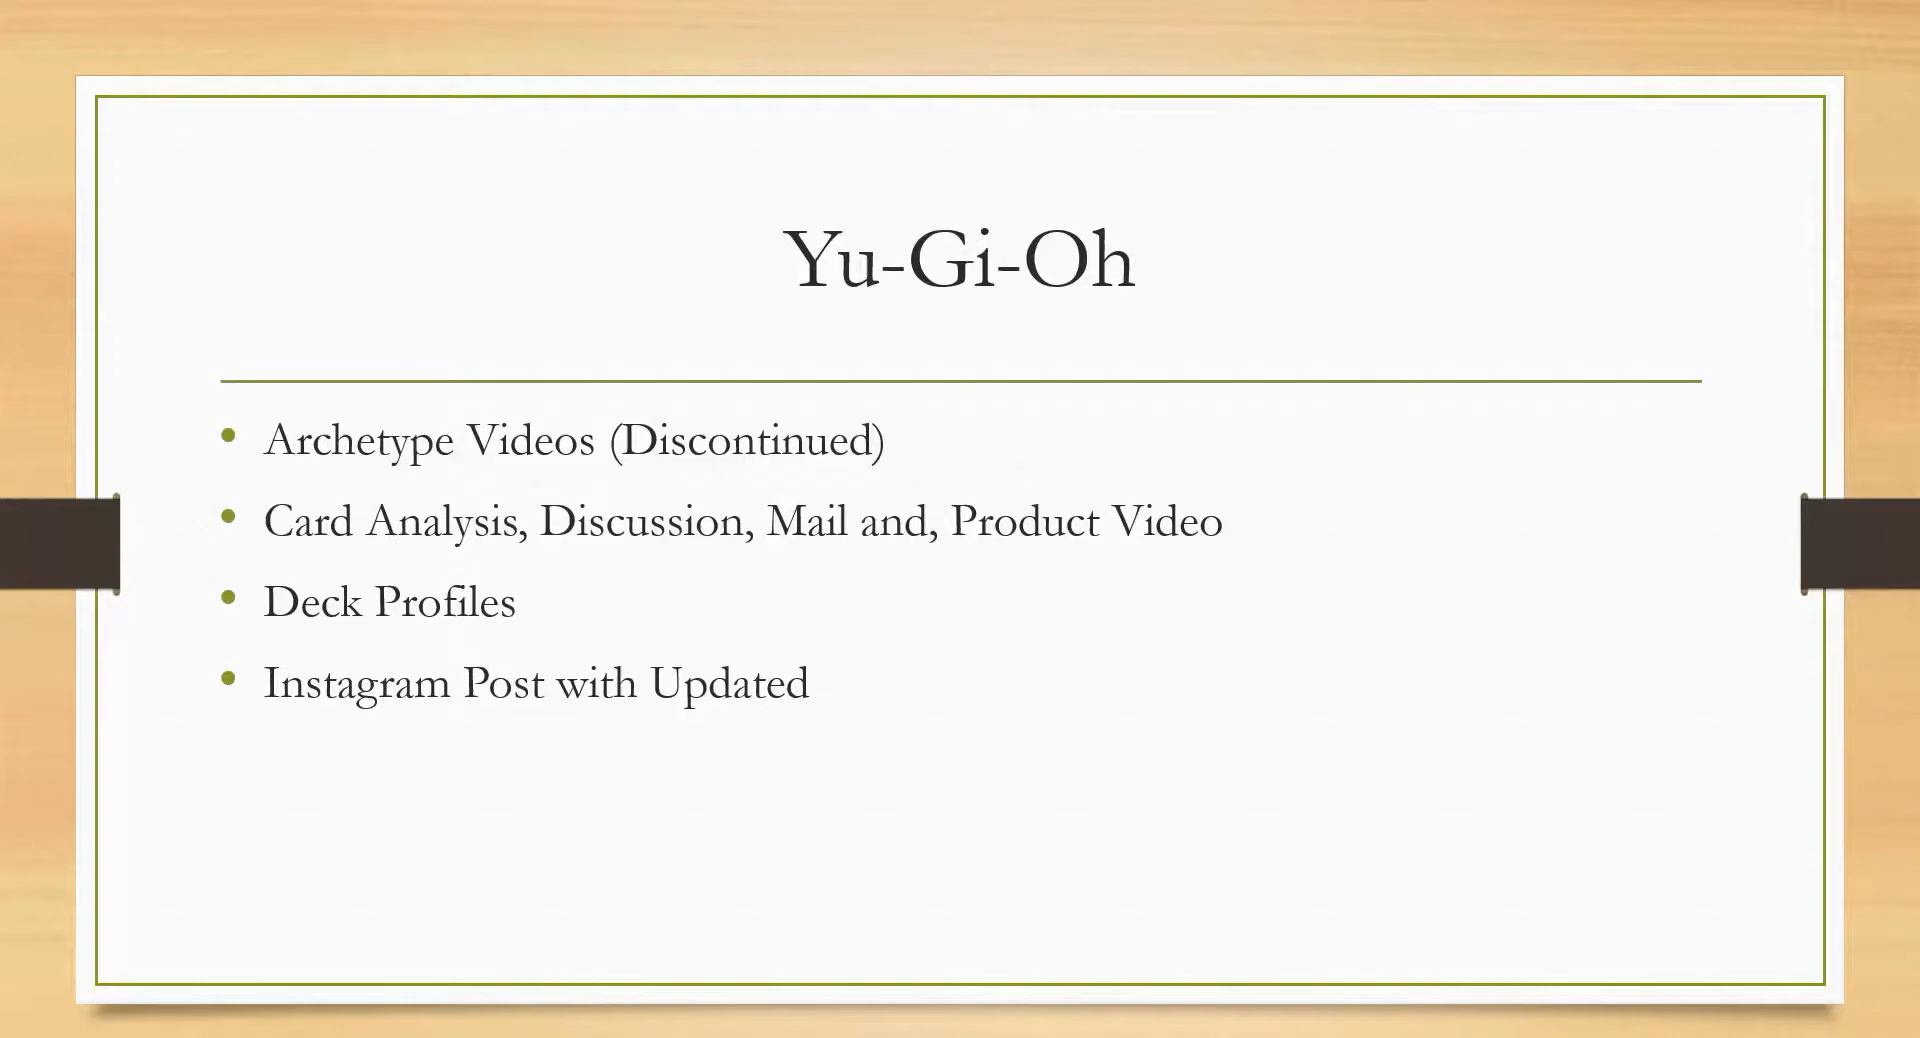 Yu-Gi-Oh
• Archetype Videos (Discontinued)
• Card Analysis, Discussion, Mail and, Product Video
• Deck Profiles
• Instagram Post with Updated